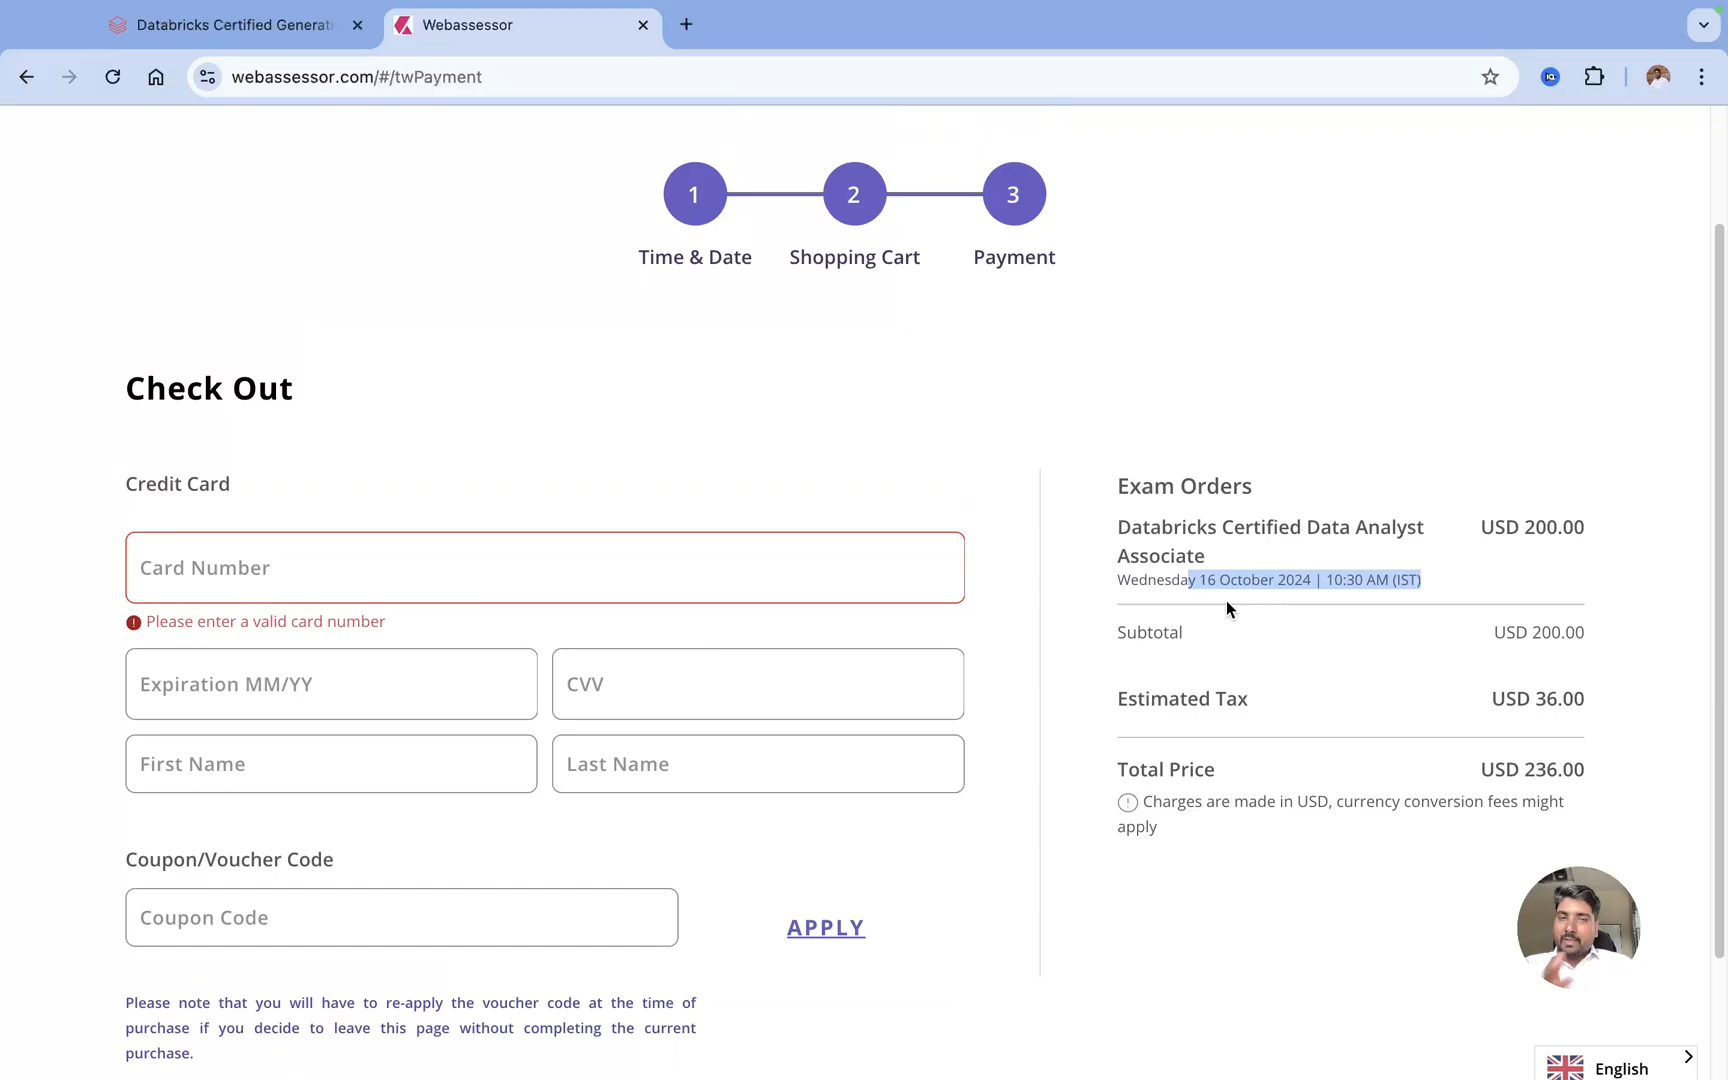 Databricks Certified Generati
Webassessor
webassessor.com/#/twPayment
1
2
3
Time & Date
Shopping Cart
Payment
Check Out
Credit Card
Card Number
Please enter a valid card number
Expiration MM/YY
CVV
First Name
Last Name
Coupon/Voucher Code
Coupon Code
APPLY
Please note that you will have to re-apply the voucher code at the time of
purchase if you decide to leave this page without completing the current
purchase.
Exam Orders
Databricks Certified Data Analyst USD 200.00
Associate
Wednesday 16 October 2024 | 10:30 AM (IST)
Subtotal USD 200.00
Estimated Tax USD 36.00
Total Price USD 236.00
Charges are made in USD, currency conversion fees might
apply
English